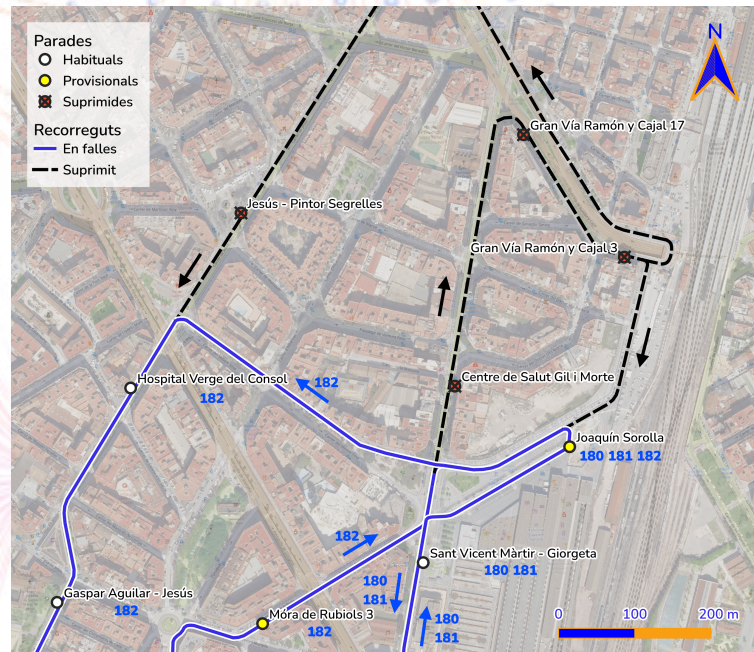 Parades
Habituals
Provisionals
Suprimides
Recorreguts
En falles
Suprimit
N
Gran Vía Ramón y Cajal 17
Jesús - Pintor Segrelles
Gran Vía Ramón y Cajal 3
Hospital Verge del Consol
182
182
Centre de Salut Gil i Morte
Joaquín Sorolla
180 181 182
182
Sant Vicent Màrtir - Giorgeta
180 181
180
181
Gaspar Aguilar - Jesús
182
Móra de Rubiols 3
182
180
181
0 100 200 m